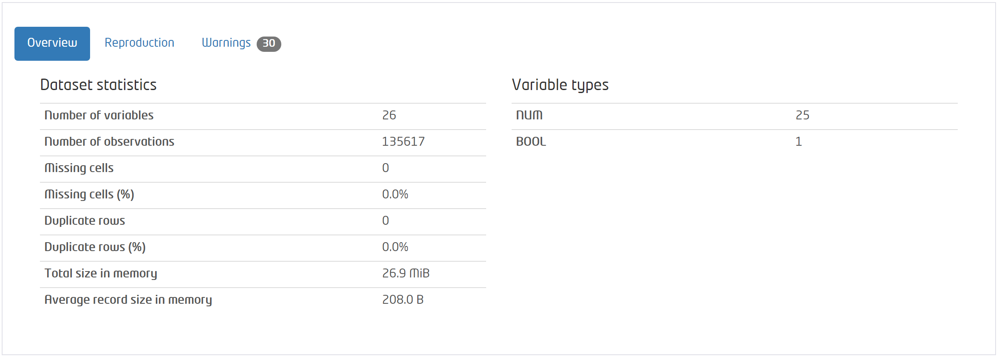 Overview Reproduction Warnings 30
Dataset statistics
Number of variables 26
Number of observations 135617
Missing cells 0
Missing cells (%) 0.0%
Duplicate rows 0
Duplicate rows (%) 0.0%
Total size in memory 26.9 MiB
Average record size in memory 208.0 B
Variable types
NUM 25
BOOL 1